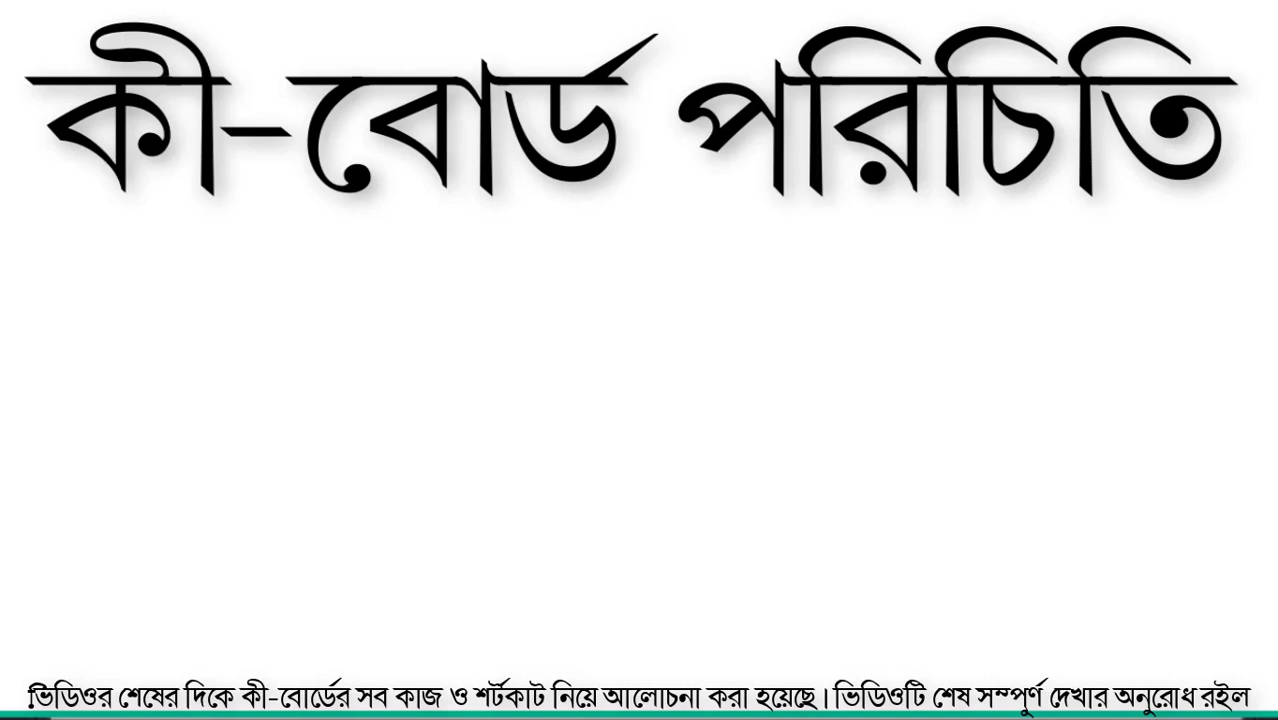 কী-বোর্ড পরিচিতি
ভিডিওর শেষের দিকে কী-বোর্ডের সব কাজ ও শর্টকাট নিয়ে আলোচনা করা হয়েছে। ভিডিওটি শেষ সম্পুর্ণ দেখার অনুরোধ রইল